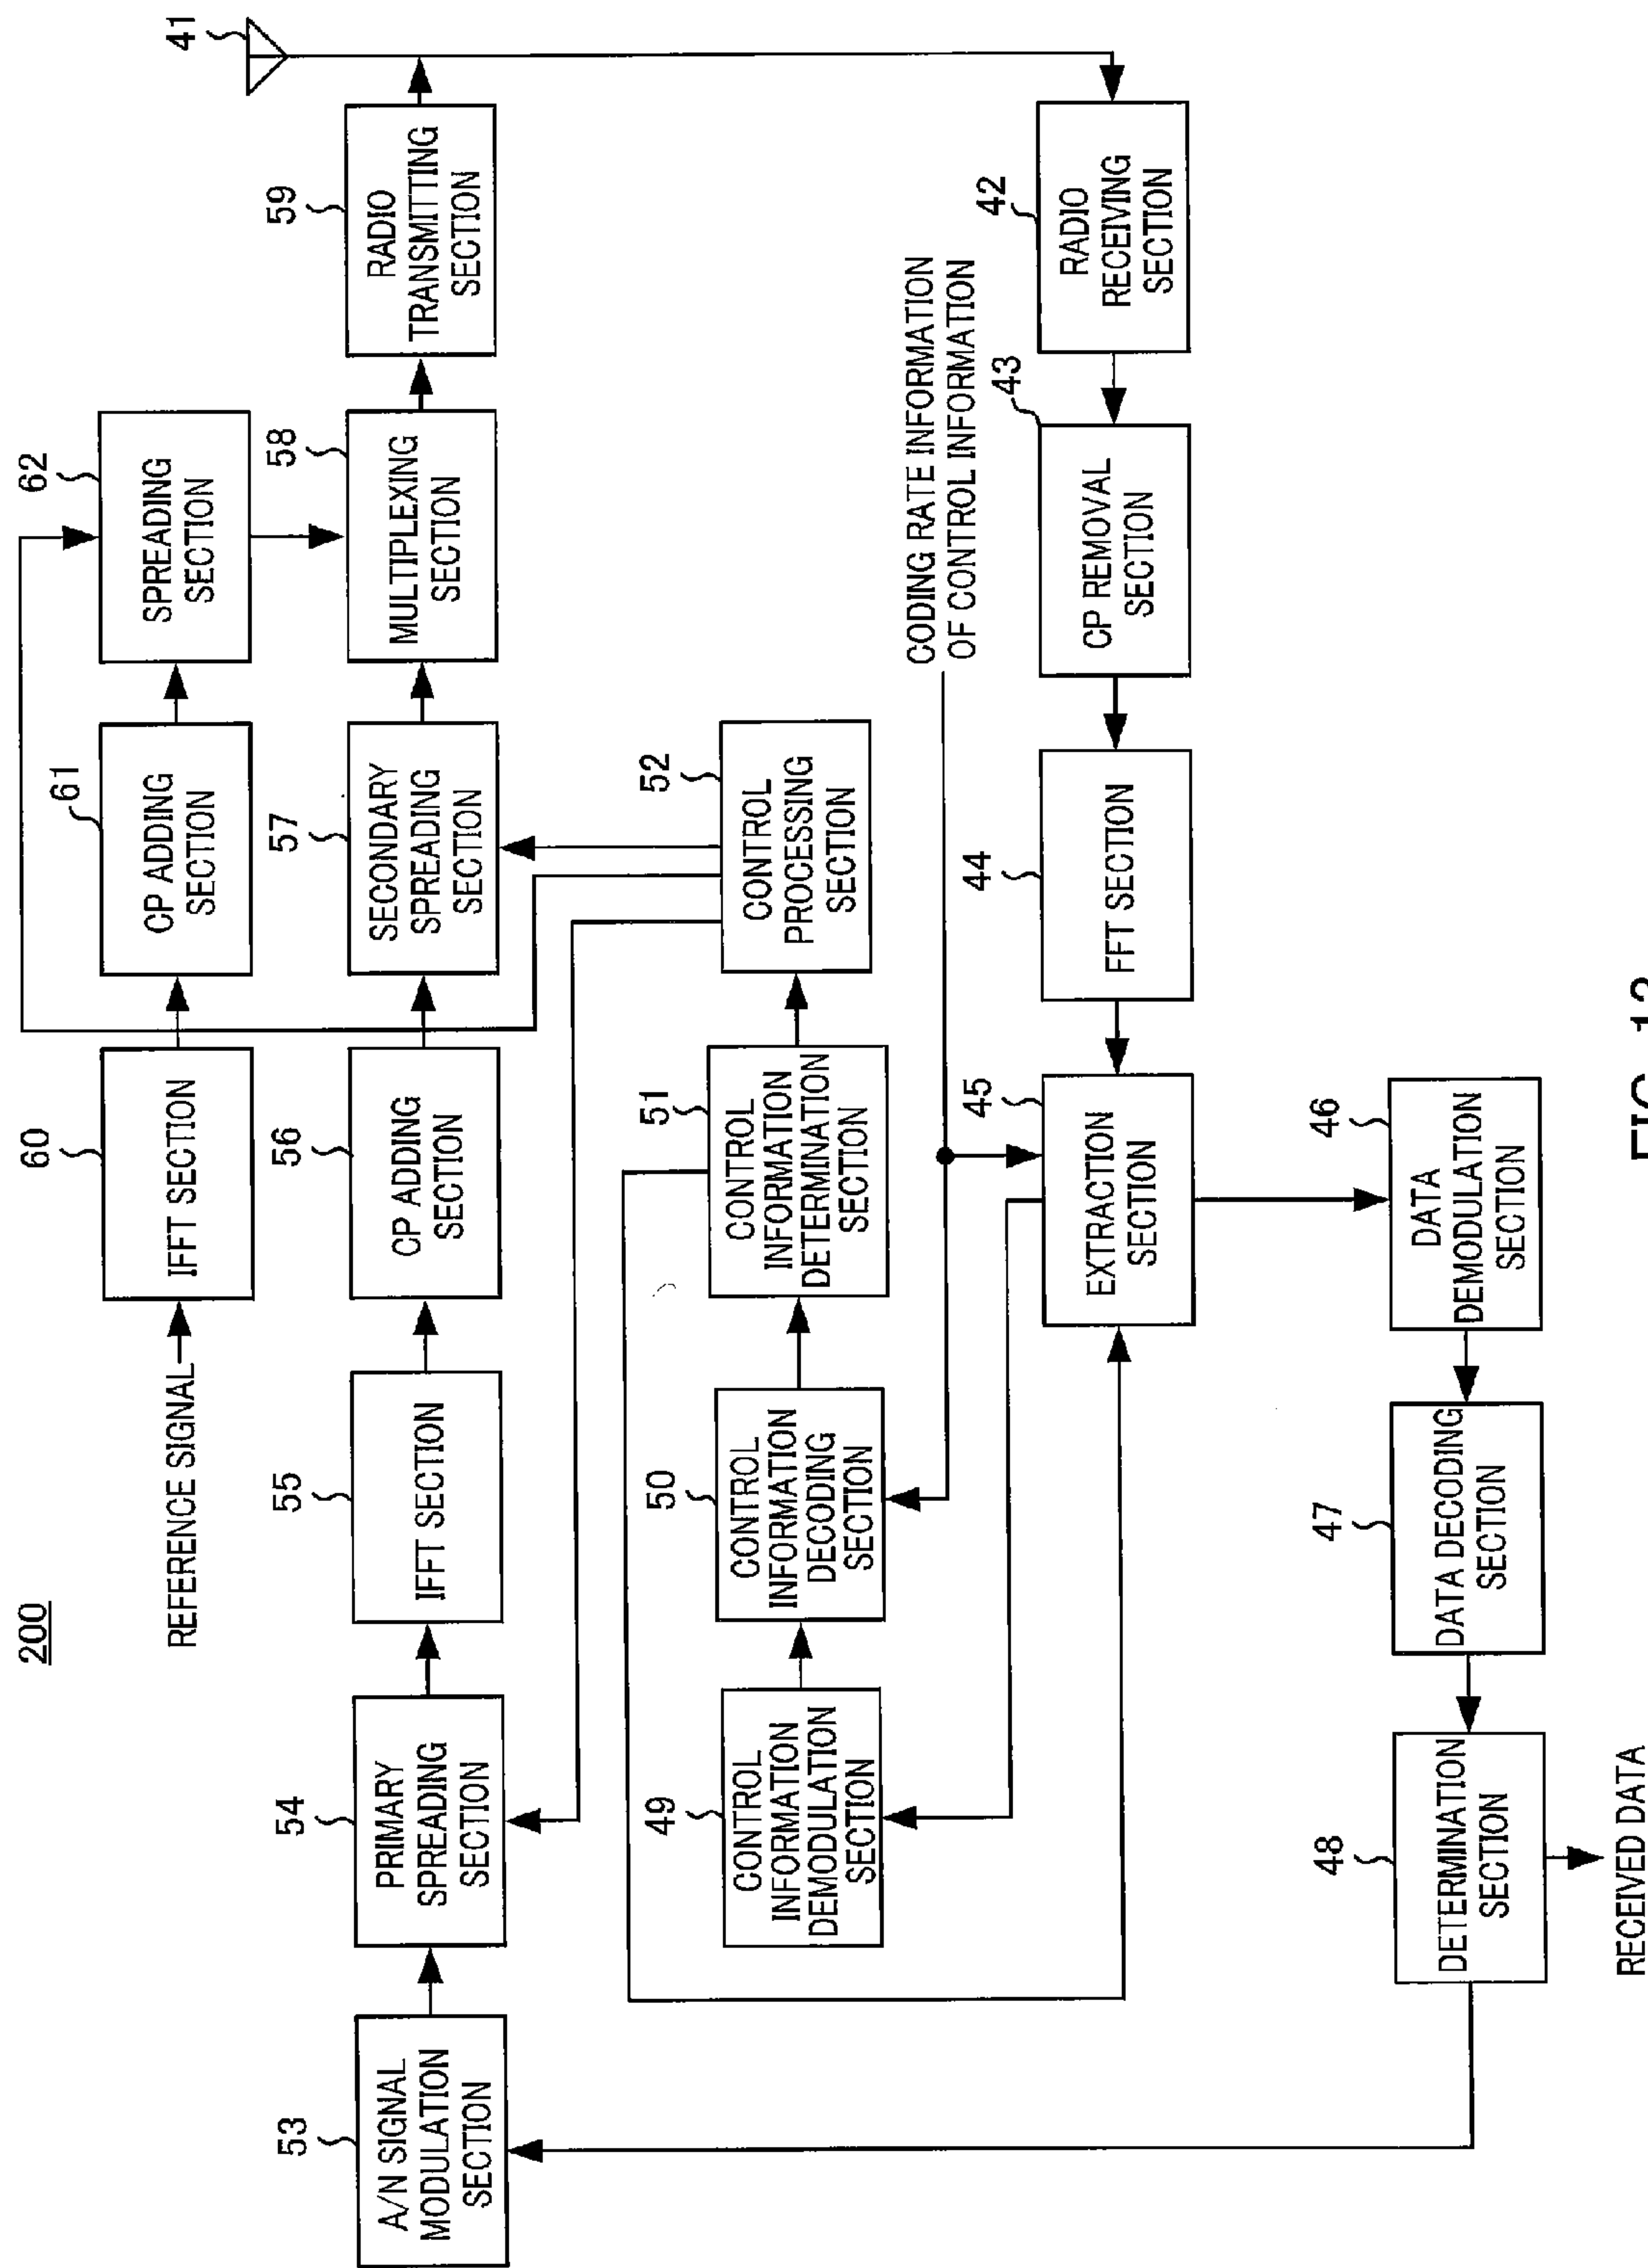 200
REFERENCE SIGNAL
60
IFFT SECTION
61
CP ADDING
SECTION
62
SPREADING
SECTION
41
53
A/N SIGNAL
MODULATION
SECTION
54
PRIMARY
SPREADING
SECTION
55
IFFT SECTION
56
CP ADDING
SECTION
57
SECONDARY
SPREADING
SECTION
58
MULTIPLEXING
SECTION
59
RADIO
TRANSMITTING
SECTION
49
CONTROL
INFORMATION
DEMODULATION
SECTION
50
CONTROL
INFORMATION
DECODING
SECTION
51
CONTROL
INFORMATION
DETERMINATION
SECTION
52
CONTROL
PROCESSING
SECTION
CODING RATE INFORMATION
OF CONTROL INFORMATION
45
EXTRACTION
SECTION
44
FFT SECTION
43
CP REMOVAL
SECTION
42
RADIO
RECEIVING
SECTION
48
DETERMINATION
SECTION
47
DATA DECODING
SECTION
46
DATA
DEMODULATION
SECTION
RECEIVED DATA